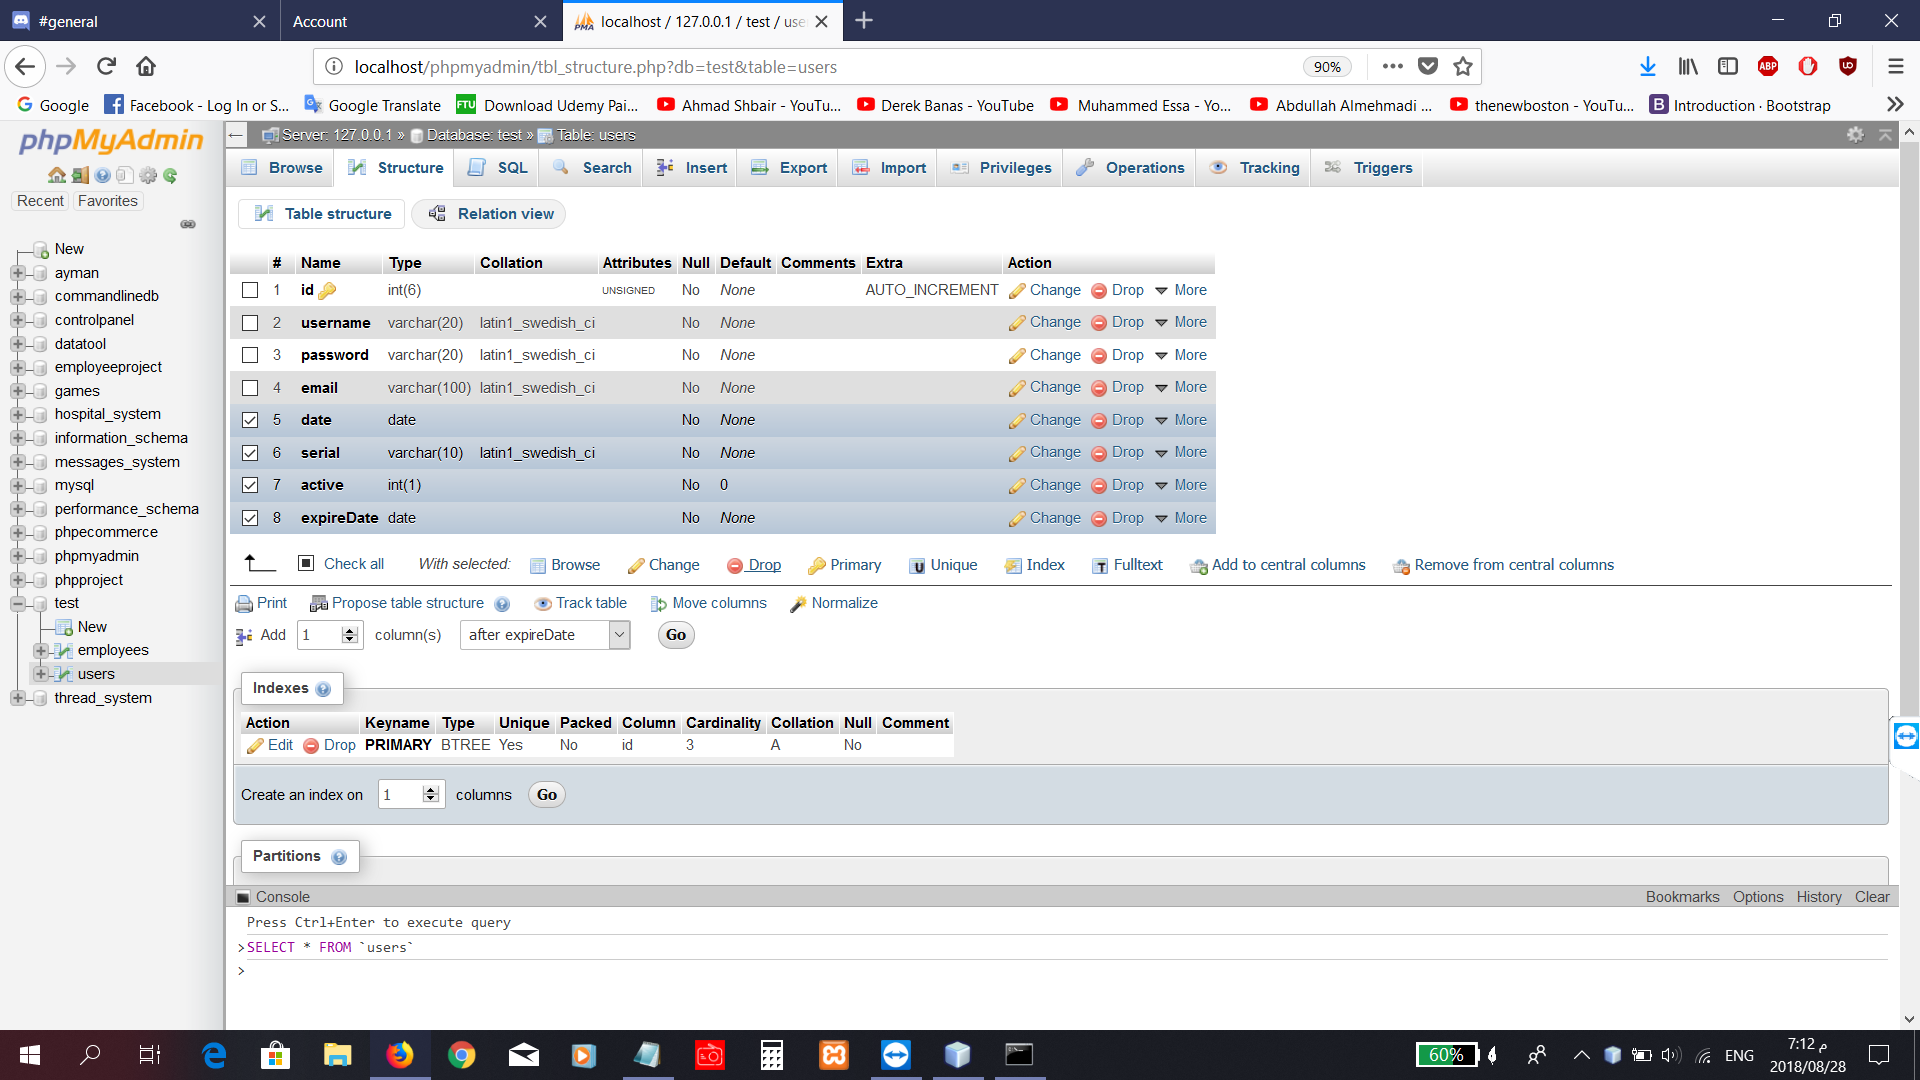 #general
Account
localhost / 127.0.0.1 / test / use
localhost/phpmyadmin/tbl_structure.php?db=test&table=users
90%
Google
Facebook - Log In or S...
Google Translate
FTU Download Udemy Pai...
Ahmad Shbair - YouTu...
Derek Banas - YouTube
Muhammed Essa - Yo...
Abdullah Almehmadi ...
thenewboston - YouTu...
B Introduction · Bootstrap
phpMyAdmin
Recent Favorites
New
ayman
commandlinedb
controlpanel
datatool
employeeproject
games
hospital_system
information_schema
messages_system
mysql
performance_schema
phpecommerce
phpmyadmin
phpproject
test
New
employees
users
thread_system
Server: 127.0.0.1 » Database: test » Table: users
Browse Structure SQL Search Insert Export Import Privileges Operations Tracking Triggers
Table structure Relation view
# Name Type Collation Attributes Null Default Comments Extra Action
1 id int(6) UNSIGNED No None AUTO_INCREMENT Change Drop More
2 username varchar(20) latin1_swedish_ci No None Change Drop More
3 password varchar(20) latin1_swedish_ci No None Change Drop More
4 email varchar(100) latin1_swedish_ci No None Change Drop More
5 date date No None Change Drop More
6 serial varchar(10) latin1_swedish_ci No None Change Drop More
7 active int(1) No 0 Change Drop More
8 expireDate date No None Change Drop More
Check all With selected: Browse Change Drop Primary Unique Index Fulltext Add to central columns Remove from central columns
Print Propose table structure Track table Move columns Normalize
Add 1 column(s) after expireDate Go
Indexes
Action Keyname Type Unique Packed Column Cardinality Collation Null Comment
Edit Drop PRIMARY BTREE Yes No id 3 A No
Create an index on 1 columns Go
Partitions
Console Bookmarks Options History Clear
Press Ctrl+Enter to execute query
>SELECT * FROM `users`
>
60%
ENG
7:12 م
2018/08/28